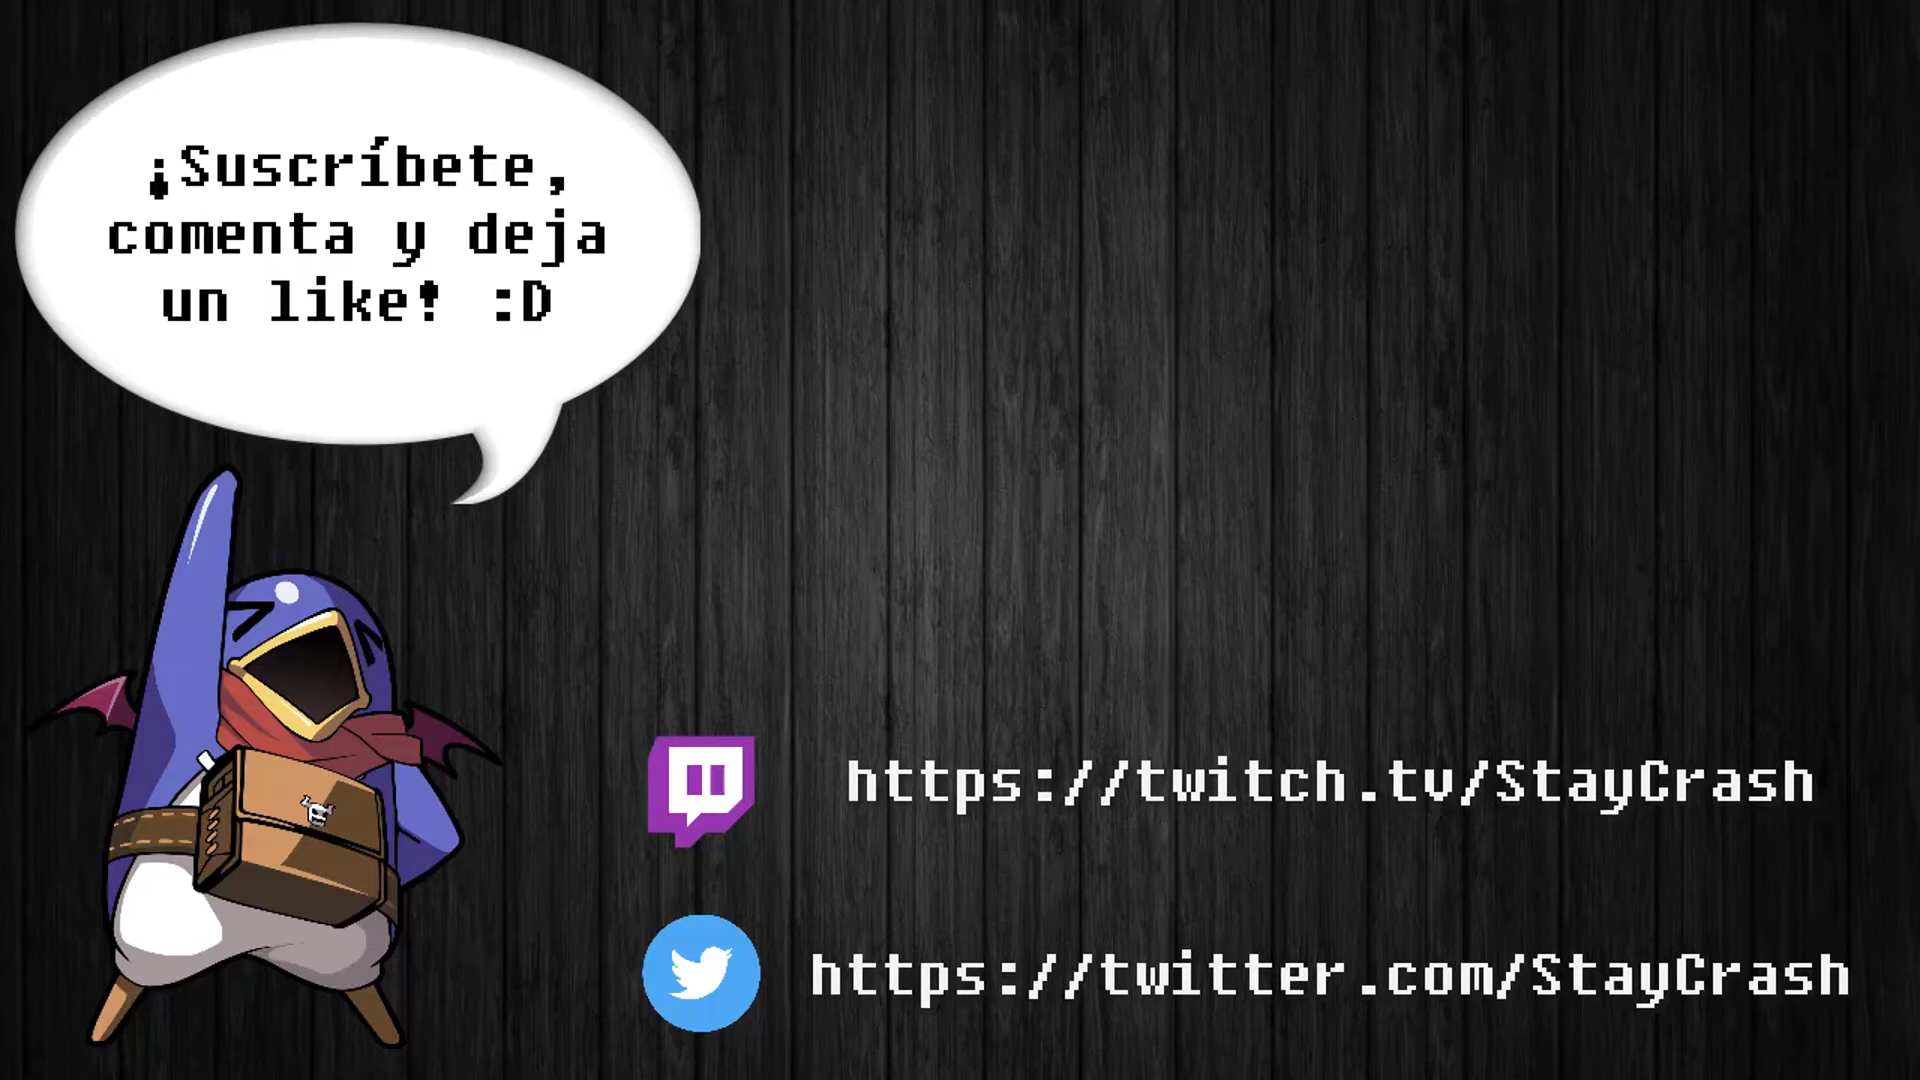 ¡Suscríbete,
comenta y deja
un like! :D
https://twitch.tv/StayCrash
https://twitter.com/StayCrash